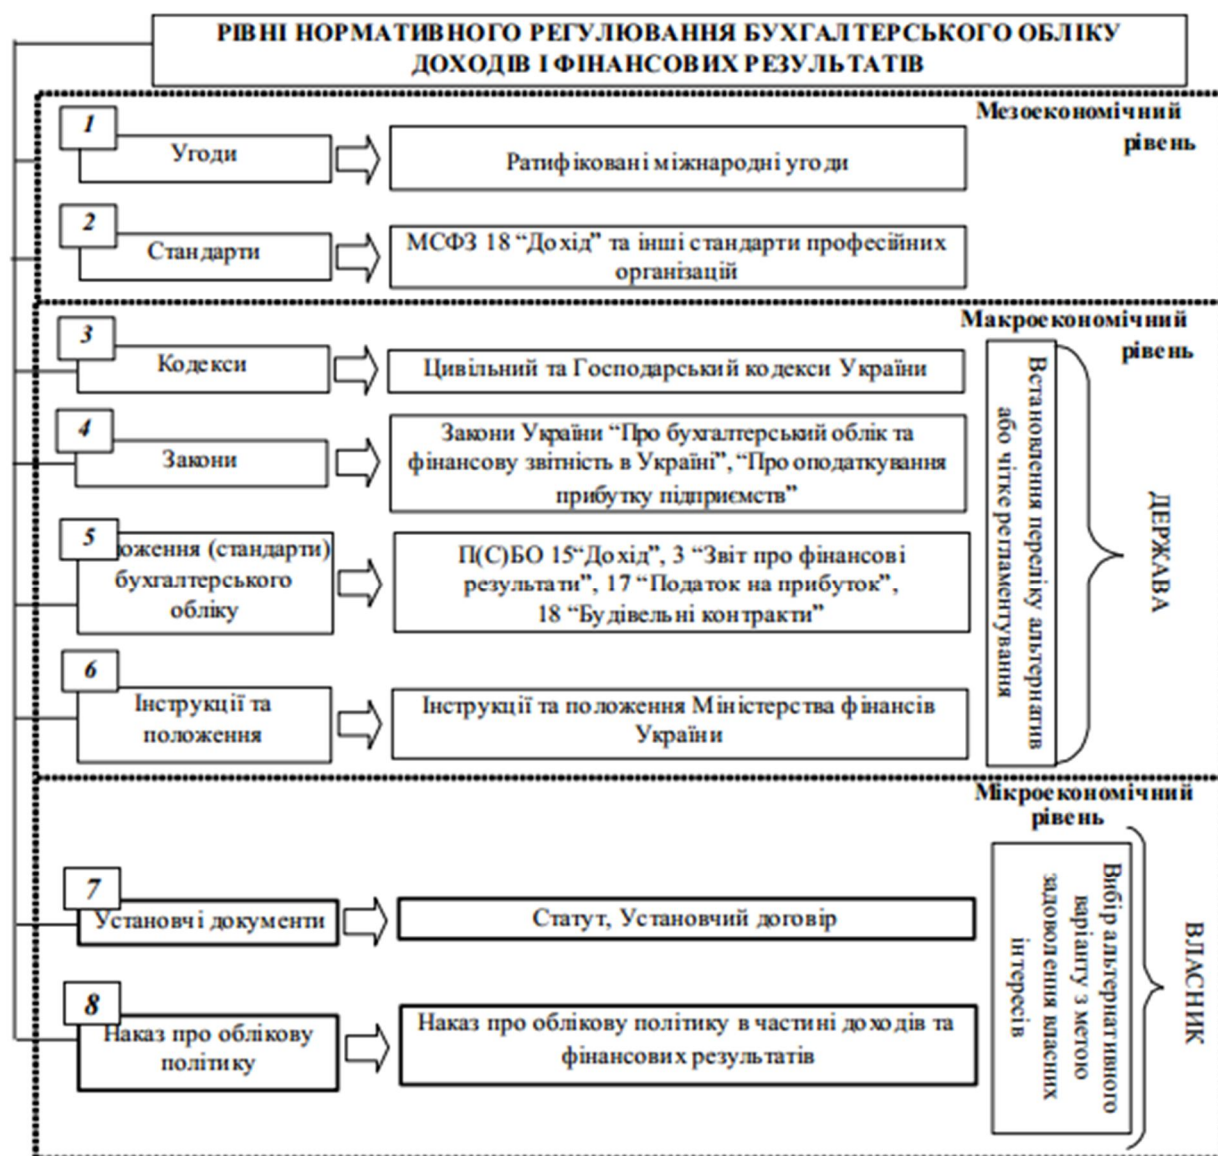 РІВНІ НОРМАТИВНОГО РЕГУЛЮВАННЯ БУХГАЛТЕРСЬКОГО ОБЛІКУ
ДОХОДІВ І ФІНАНСОВИХ РЕЗУЛЬТАТІВ
Мезоекономічний
рівень
1
Угоди
Ратифіковані міжнародні угоди
2
Стандарти
МСФЗ 18 “Дохід” та інші стандарти професійних
організацій
Макроекономічний
рівень
3
Кодекси
Цивільний та Господарський кодекси України
4
Закони
Закони України “Про бухгалтерський облік та
фінансову звітність в Україні”, “Про оподаткування
прибутку підприємств”
5
оження (стандарти)
бухгалтерського
обліку
П(С)БО 15“Дохід”, 3 “Звіт про фінансові
результати”, 17 “Податок на прибуток”,
18 “Будівельні контракти”
6
Інструкції та
положення
Інструкції та положення Міністерства фінансів
України
Встановлення переліку альтернатив
або чітке регламентування
ДЕРЖАВА
Мікроекономічний
рівень
7
Установчі документи
Статут, Установчий договір
8
Наказ про облікову
політику
Наказ про облікову політику в частині доходів та
фінансових результатів
Вибір альтернативного
варіанту з метою
задоволення власних
інтересів
ВЛАСНИК